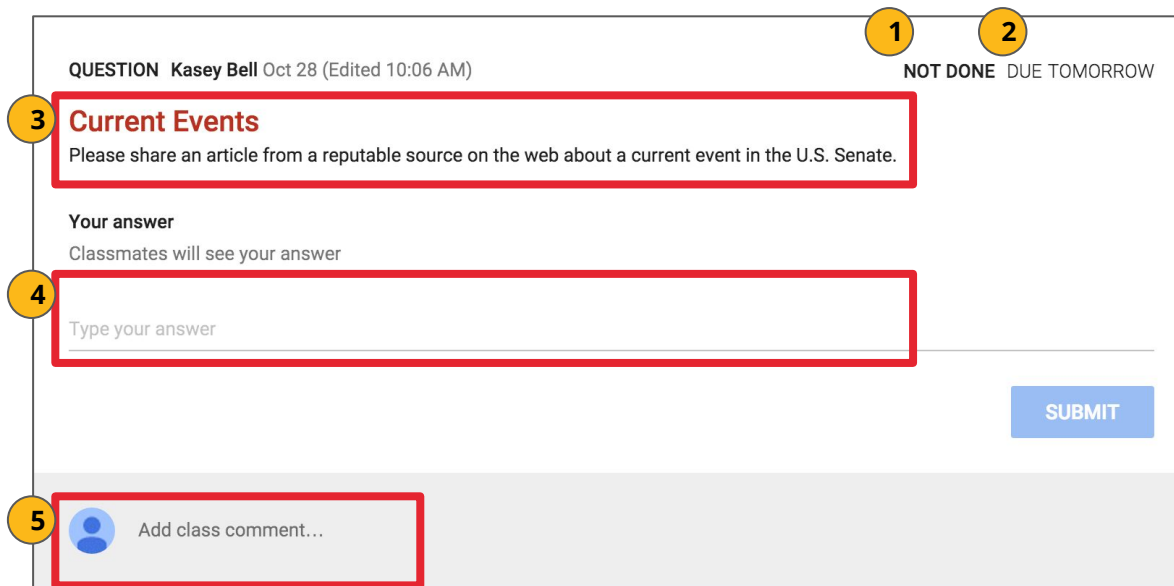 1 2
QUESTION Kasey Bell Oct 28 (Edited 10:06 AM) NOT DONE DUE TOMORROW
3 Current Events
Please share an article from a reputable source on the web about a current event in the U.S. Senate.
Your answer
Classmates will see your answer
4
Type your answer
SUBMIT
5 Add class comment…